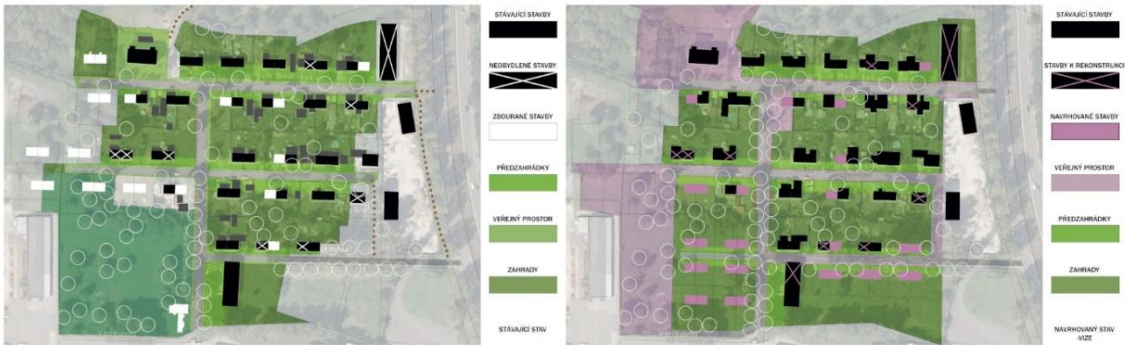 STÁVAJÍCÍ STAVBY
NEOBYDLENÉ STAVBY
ZBOURANÉ STAVBY
PŘEDZAHRÁDKY
VEŘEJNÝ PROSTOR
ZAHRADY
STÁVAJÍCÍ STAV
STÁVAJÍCÍ STAVBY
STAVBY K REKONSTRUKCI
NAVRHOVANÉ STAVBY
VEŘEJNÝ PROSTOR
PŘEDZAHRÁDKY
ZAHRADY
NAVRHOVANÝ STAV
-VIZE